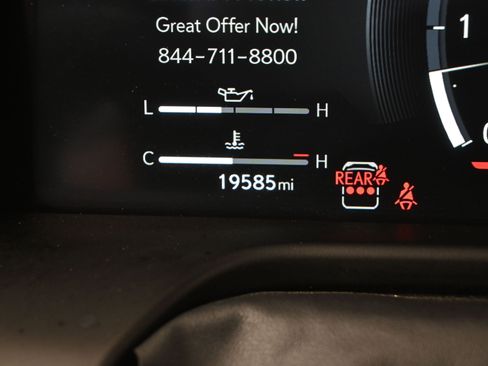 Great Offer Now!
844-711-8800
L H
C H
19585mi
REAR
1